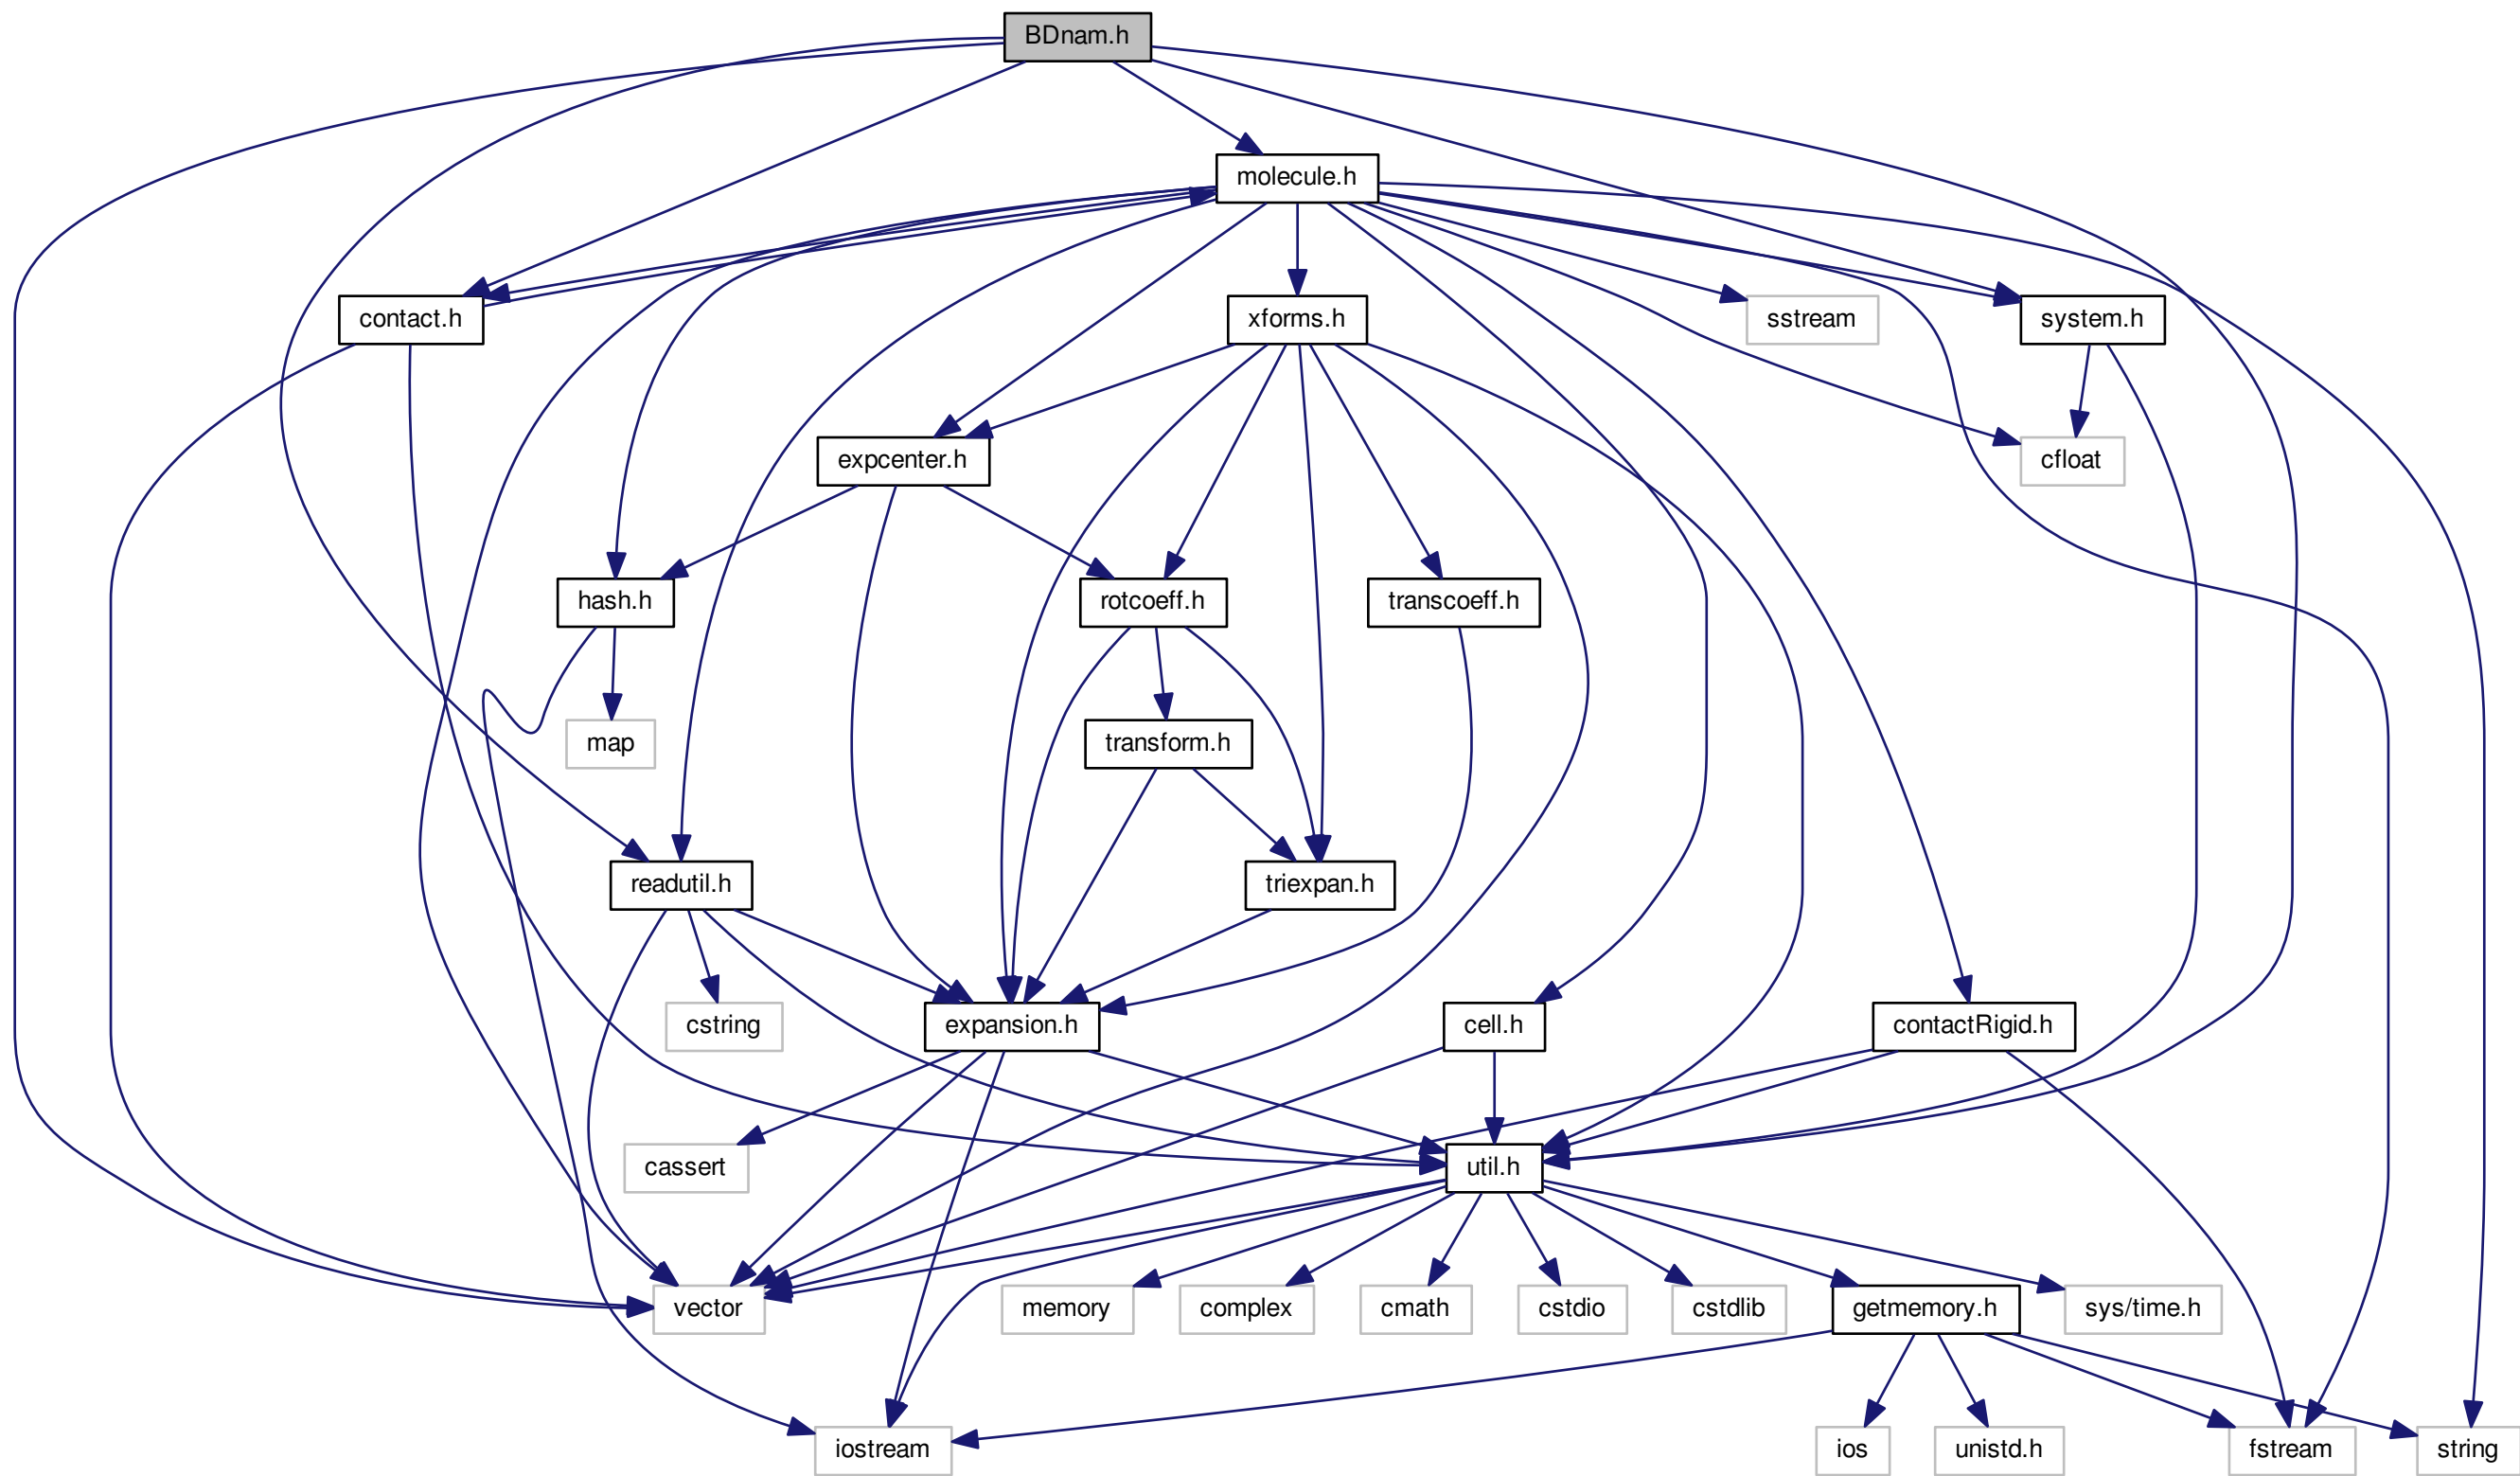 BDnam.h
molecule.h
contact.h
xforms.h
sstream
system.h
expcenter.h
cfloat
hash.h
rotcoeff.h
transcoeff.h
map
transform.h
readutil.h
triexpan.h
cstring
expansion.h
cell.h
contactRigid.h
cassert
util.h
vector
memory
complex
cmath
cstdio
cstdlib
getmemory.h
sys/time.h
iostream
ios
unistd.h
fstream
string